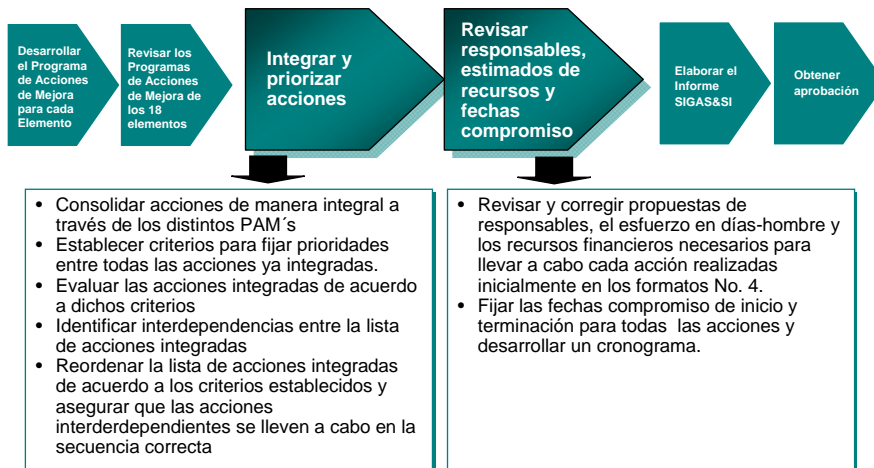 Desarrollar
el Programa
de Acciones
de Mejora
para cada
Elemento
Revisar los
Programas
de Acciones
de Mejora de
los 18
elementos
Integrar y
priorizar
acciones
Revisar
responsables,
estimados de
recursos y
fechas
compromiso
Elaborar el
Informe
SIGAS&SI
Obtener
aprobación
• Consolidar acciones de manera integral a
través de los distintos PAM´s
• Establecer criterios para fijar prioridades
entre todas las acciones ya integradas.
• Evaluar las acciones integradas de acuerdo
a dichos criterios
• Identificar interdependencias entre la lista
de acciones integradas
• Reordenar la lista de acciones integradas
de acuerdo a los criterios establecidos y
asegurar que las acciones
interderdependientes se lleven a cabo en la
secuencia correcta
• Revisar y corregir propuestas de
responsables, el esfuerzo en días-hombre y
los recursos financieros necesarios para
llevar a cabo cada acción realizadas
inicialmente en los formatos No. 4.
• Fijar las fechas compromiso de inicio y
terminación para todas las acciones y
desarrollar un cronograma.